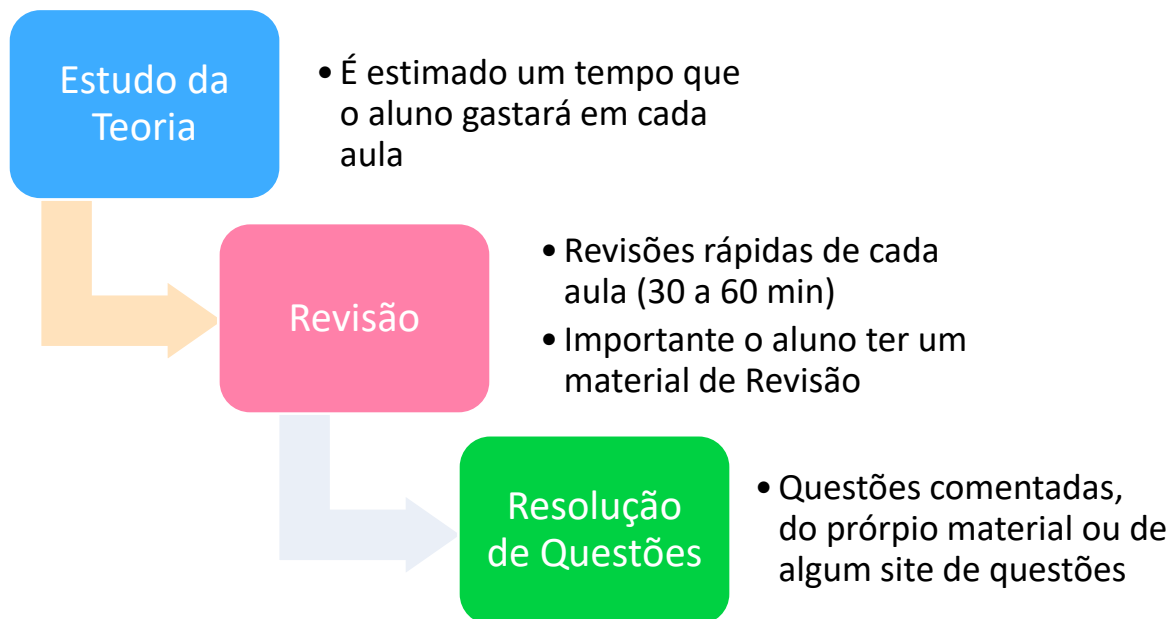 Estudo da
Teoria
• É estimado um tempo que
o aluno gastará em cada
aula
Revisão
• Revisões rápidas de cada
aula (30 a 60 min)
• Importante o aluno ter um
material de Revisão
Resolução
de Questões
• Questões comentadas,
do prórpio material ou de
algum site de questões